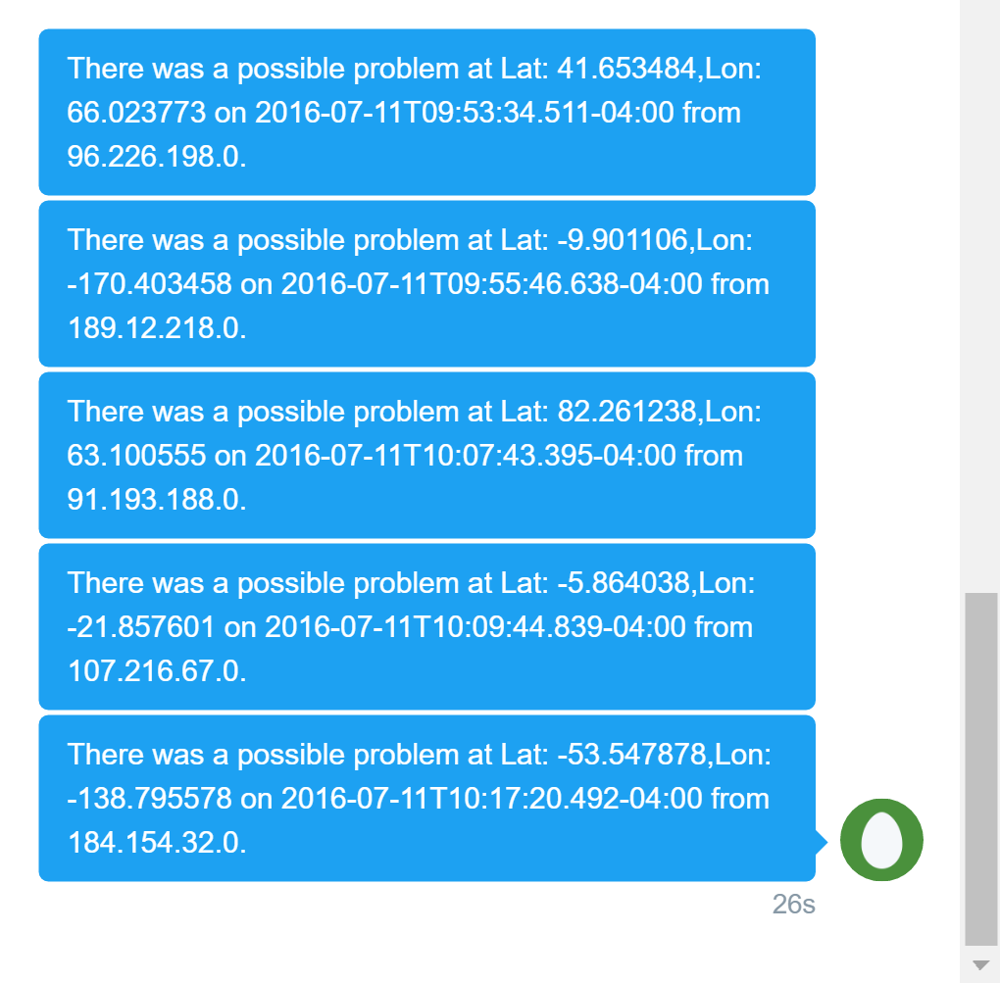 There was a possible problem at Lat: 41.653484,Lon:
66.023773 on 2016-07-11T09:53:34.511-04:00 from
96.226.198.0.
There was a possible problem at Lat: -9.901106,Lon:
-170.403458 on 2016-07-11T09:55:46.638-04:00 from
189.12.218.0.
There was a possible problem at Lat: 82.261238,Lon:
63.100555 on 2016-07-11T10:07:43.395-04:00 from
91.193.188.0.
There was a possible problem at Lat: -5.864038,Lon:
-21.857601 on 2016-07-11T10:09:44.839-04:00 from
107.216.67.0.
There was a possible problem at Lat: -53.547878,Lon:
-138.795578 on 2016-07-11T10:17:20.492-04:00 from
184.154.32.0.
26s